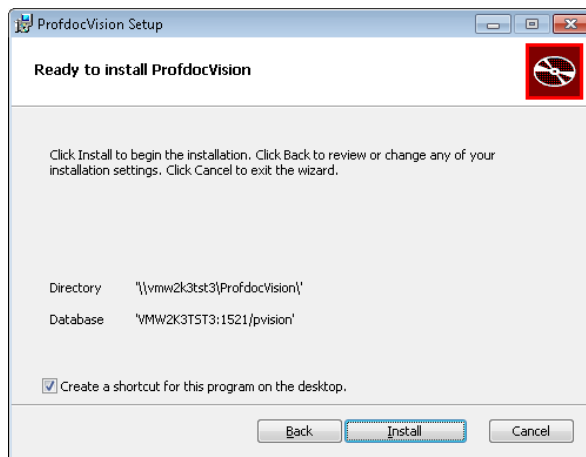 ProfdocVision Setup
Ready to install ProfdocVision
Click Install to begin the installation. Click Back to review or change any of your
installation settings. Click Cancel to exit the wizard.
Directory '\\vmw2k3tst3\ProfdocVision\'
Database 'VMW2K3TST3:1521/pvision'
Create a shortcut for this program on the desktop.
Back Install Cancel